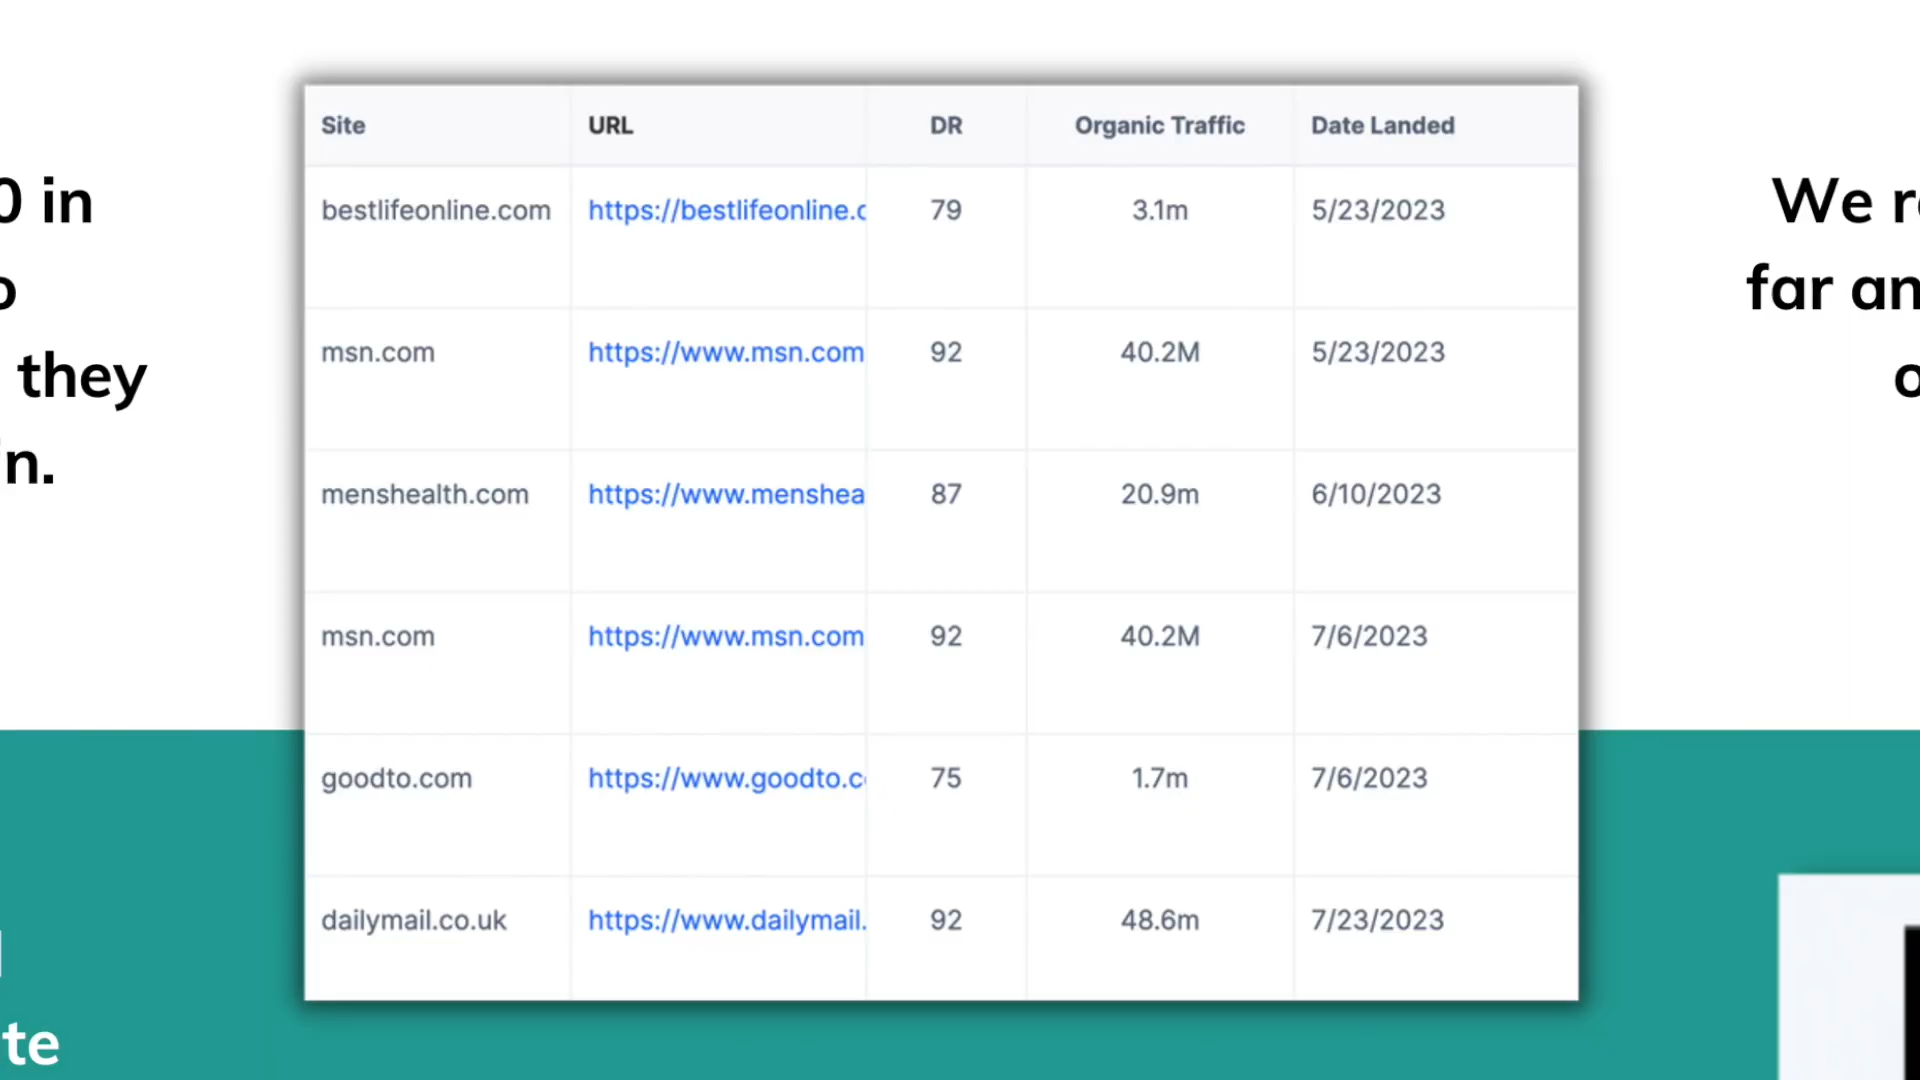 0 in
they
n.
Site URL DR Organic Traffic Date Landed
bestlifeonline.com https://bestlifeonline.c 79 3.1m 5/23/2023
msn.com https://www.msn.com 92 40.2M 5/23/2023
menshealth.com https://www.menshea 87 20.9m 6/10/2023
msn.com https://www.msn.com 92 40.2M 7/6/2023
goodto.com https://www.goodto.c 75 1.7m 7/6/2023
dailymail.co.uk https://www.dailymail. 92 48.6m 7/23/2023
We r
far an
te